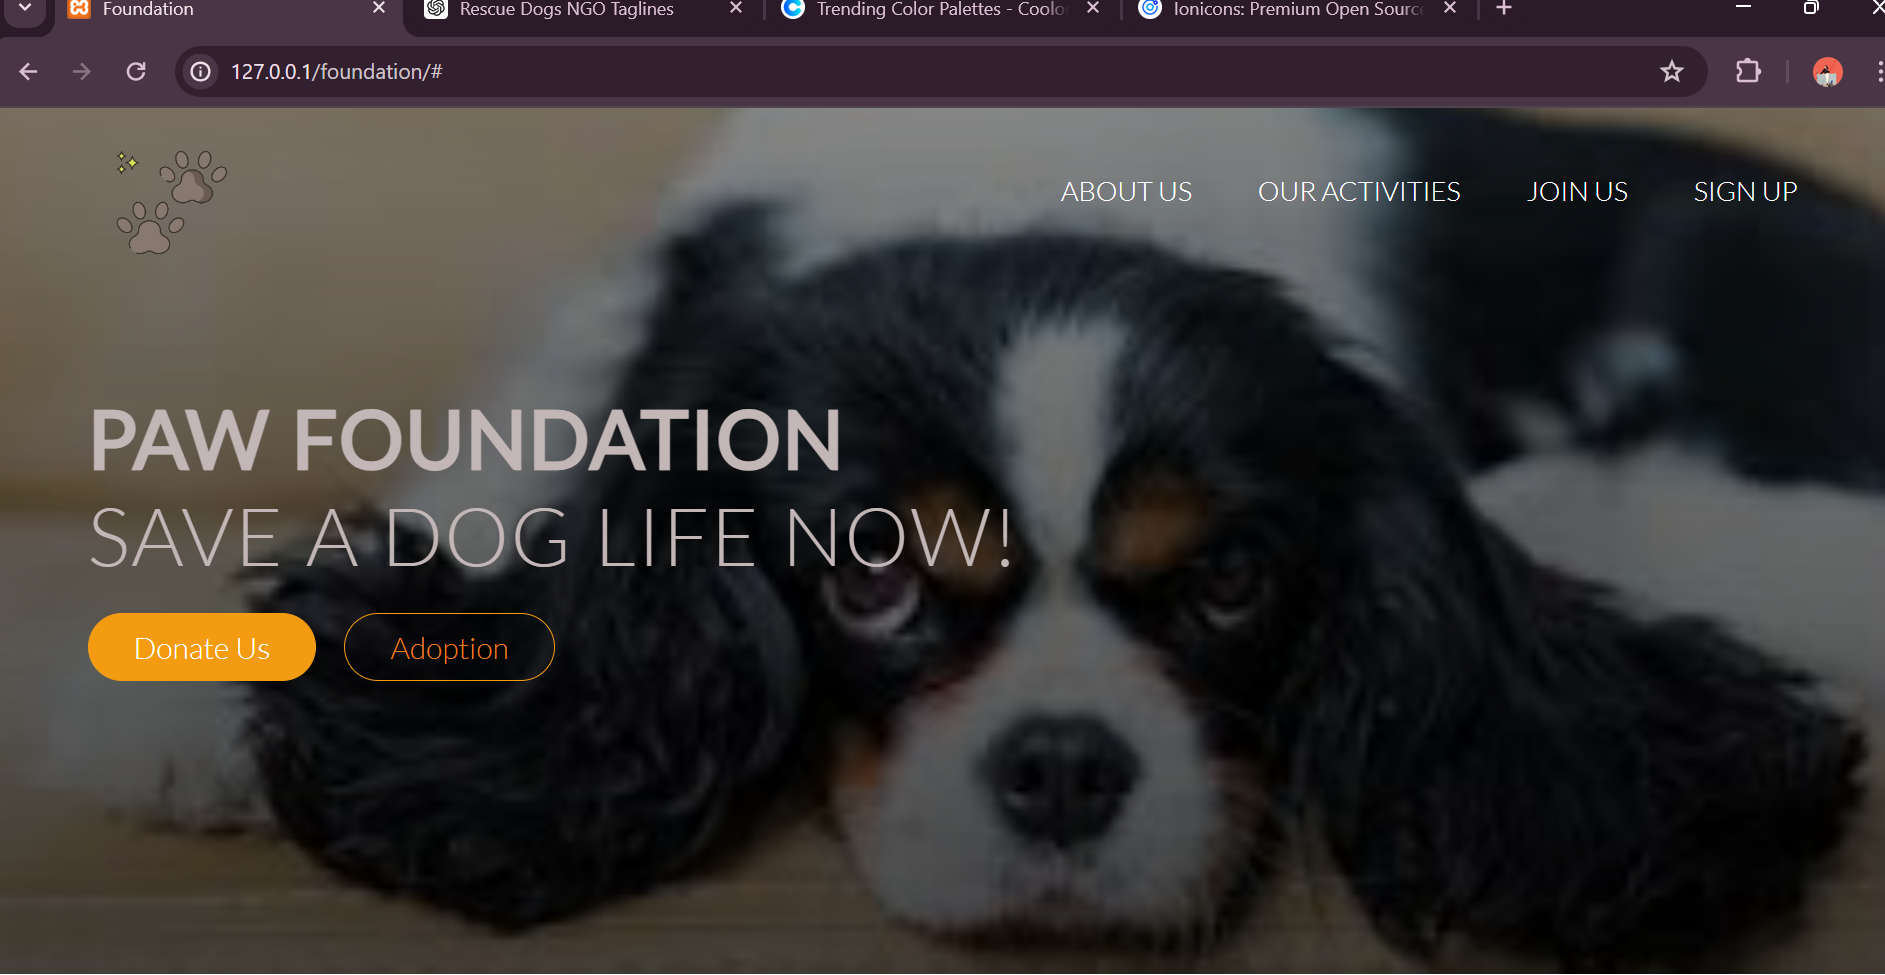 Foundation
Rescue Dogs NGO Taglines
Trending Color Palettes - Coolo
Ionicons: Premium Open Source
127.0.0.1/foundation/#
ABOUT US
OUR ACTIVITIES
JOIN US
SIGN UP
PAW FOUNDATION
SAVE A DOG LIFE NOW!
Donate Us
Adoption